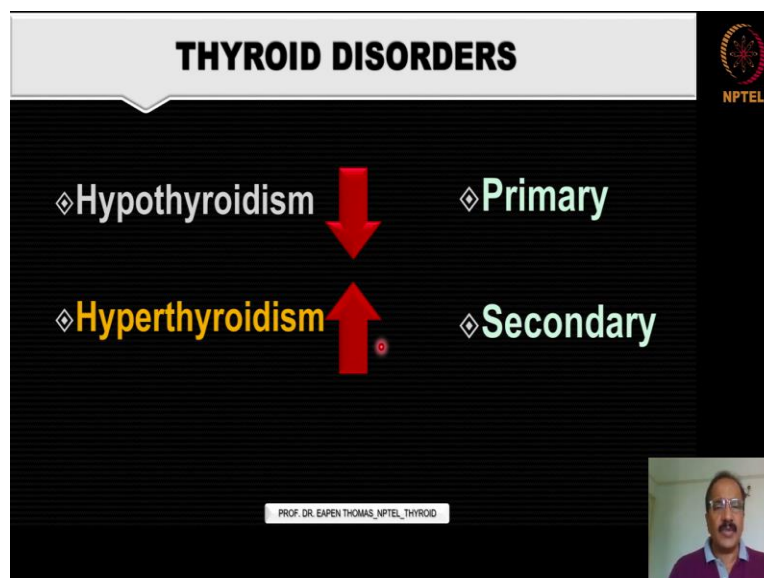 THYROID DISORDERS
NPTEL
Hypothyroidism
Primary
Hyperthyroidism
Secondary
PROF. DR. EAPEN THOMAS_NPTEL_THYROID